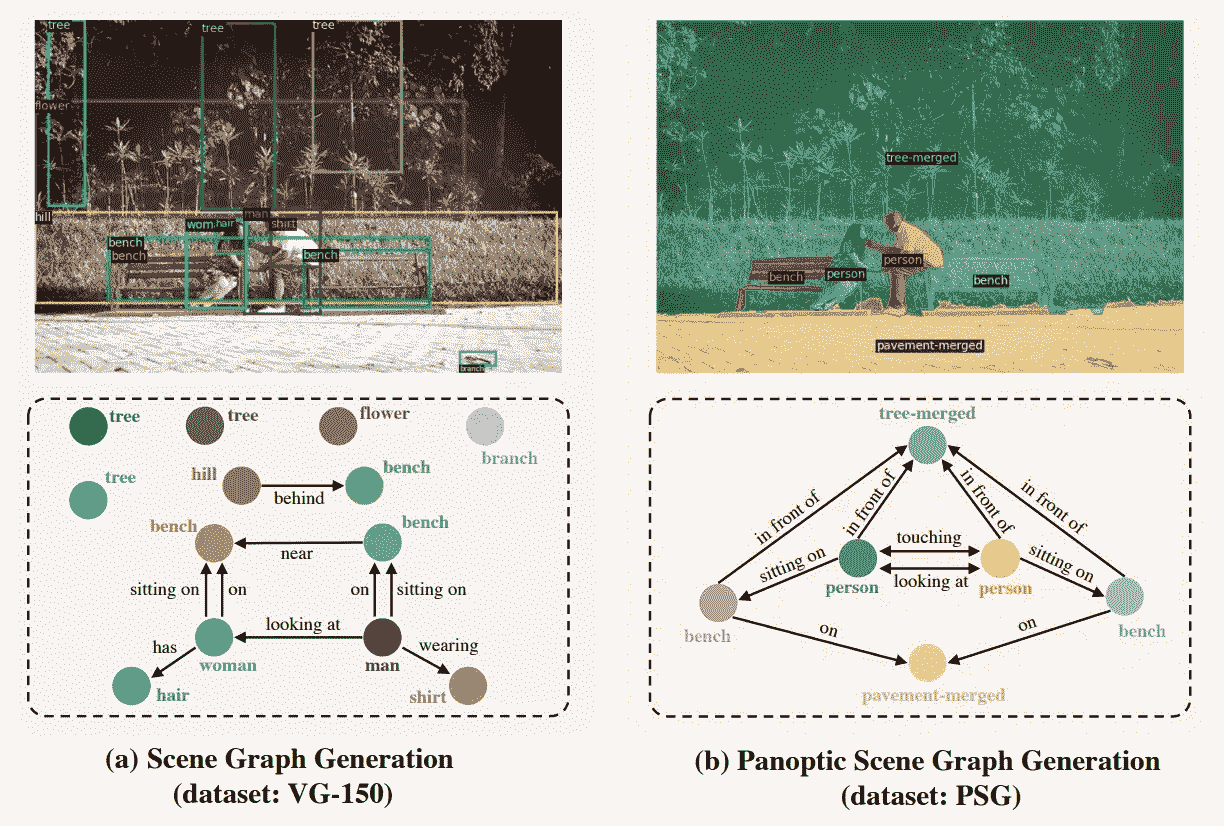 tree
tree
tree
flower
hill
man
wom
hair
shirt
bench
bench
bench
branch
tree-merged
person
person
bench
bench
pavement-merged
tree
tree
flower
branch
tree
hill
behind
bench
bench
near
bench
sitting on
on
on
sitting on
looking at
has
woman
man
wearing
hair
shirt
tree-merged
in front of
in front of
in front of
in front of
touching
looking at
sitting on
sitting on
person
person
bench
bench
on
on
pavement-merged
(a) Scene Graph Generation
(dataset: VG-150)
(b) Panoptic Scene Graph Generation
(dataset: PSG)